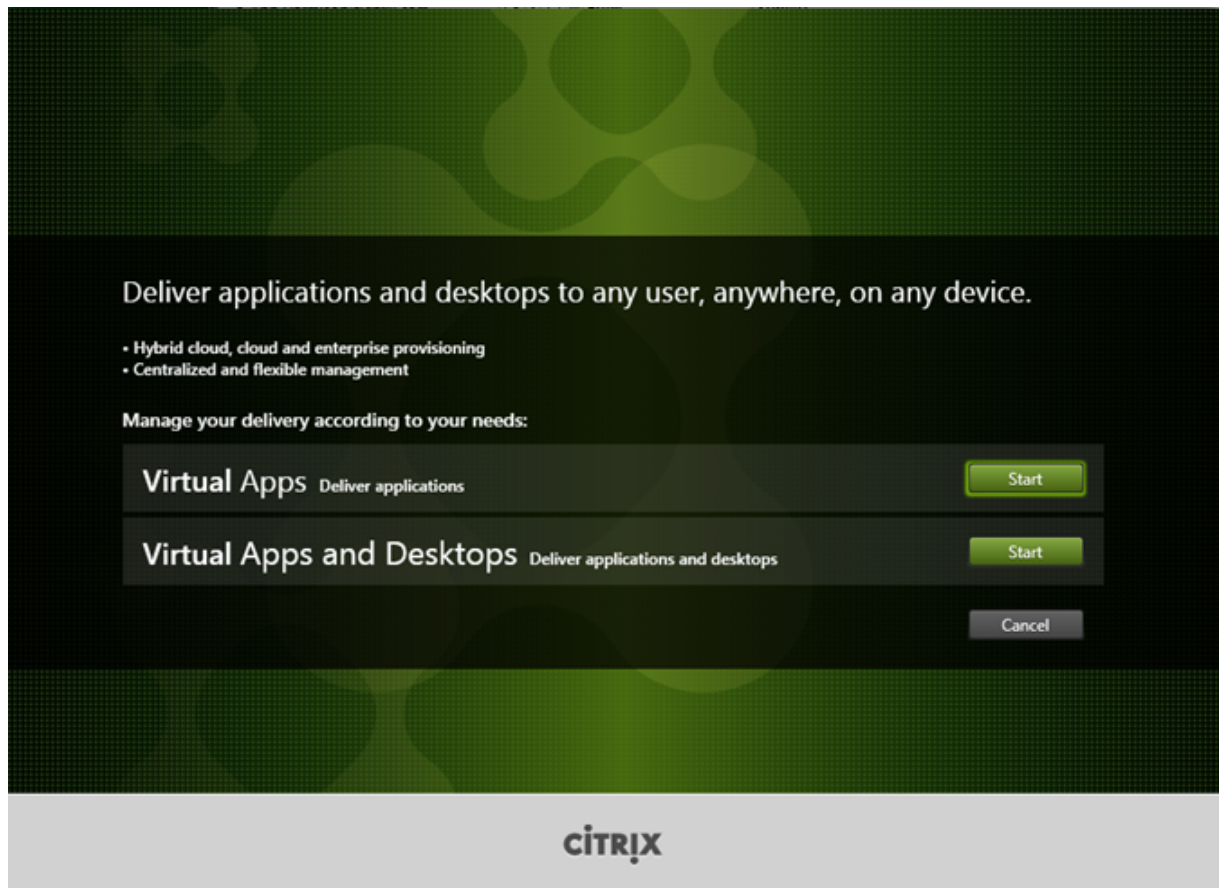 Deliver applications and desktops to any user, anywhere, on any device.
• Hybrid cloud, cloud and enterprise provisioning
• Centralized and flexible management
Manage your delivery according to your needs:
Virtual Apps Deliver applications Start
Virtual Apps and Desktops Deliver applications and desktops Start
Cancel
CİTRỊX